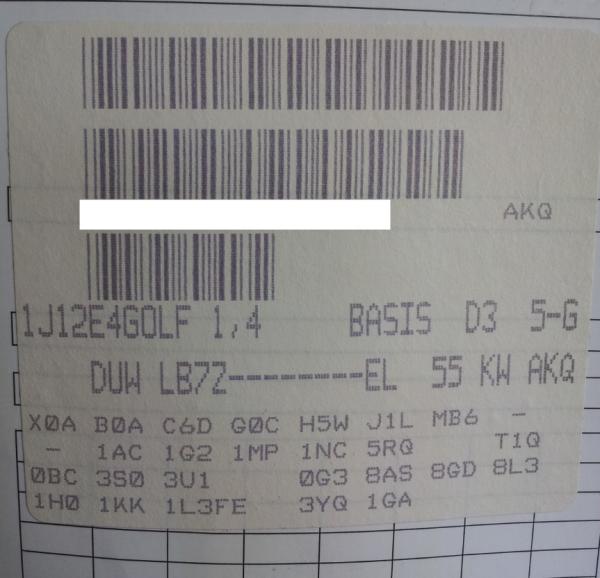 AKQ
1J12E4GOLF 1,4 BASIS D3 5-G
DUW LB7Z--------EL 55 KW AKQ
X0A B0A C6D G0C H5W J1L MB6 -
- 1AC 1G2 1MP 1NC 5RQ T1Q
0BC 3S0 3U1 0G3 8AS 8GD 8L3
1H0 1KK 1L3FE 3YQ 1GA